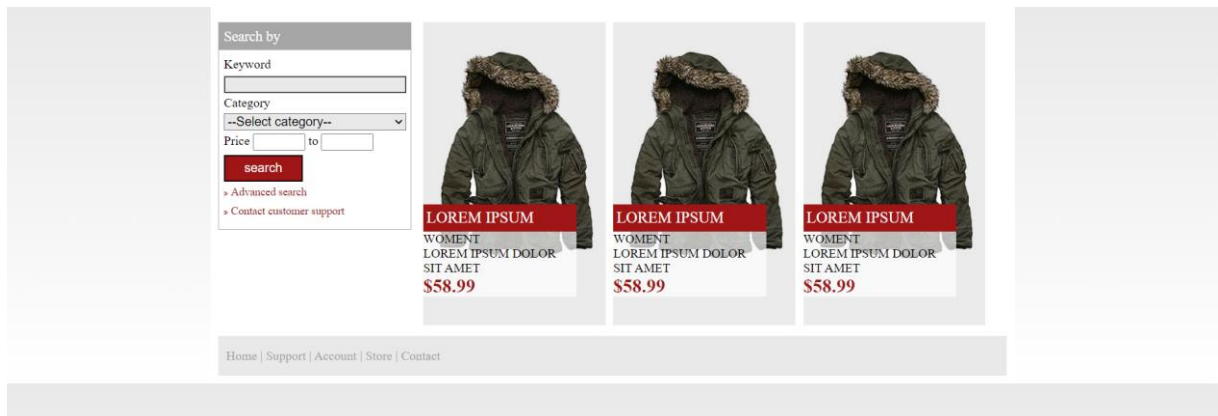 Search by
Keyword
Category
--Select category--
Price to
search
» Advanced search
» Contact customer support
LOREM IPSUM
WOMENT
LOREM IPSUM DOLOR
SIT AMET
$58.99
LOREM IPSUM
WOMENT
LOREM IPSUM DOLOR
SIT AMET
$58.99
LOREM IPSUM
WOMENT
LOREM IPSUM DOLOR
SIT AMET
$58.99
Home | Support | Account | Store | Contact